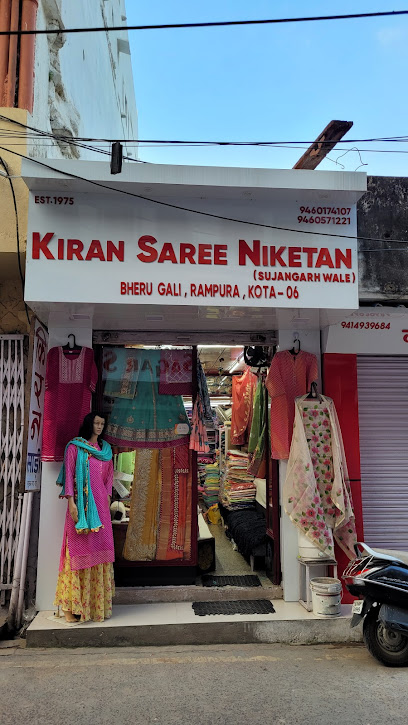 EST.1975
9460174107
9460571221
KIRAN SAREE NIKETAN
(SUJANGARH WALE)
BHERU GALI, RAMPURA, KOTA-06
9414939684